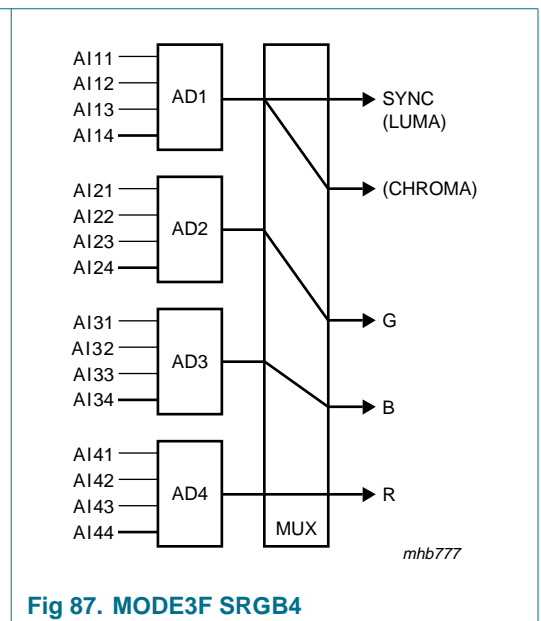 AI11
AI12
AI13
AI14
AD1
SYNC
(LUMA)
(CHROMA)
AI21
AI22
AI23
AI24
AD2
G
AI31
AI32
AI33
AI34
AD3
B
AI41
AI42
AI43
AI44
AD4
R
MUX
mhb777
Fig 87. MODE3F SRGB4